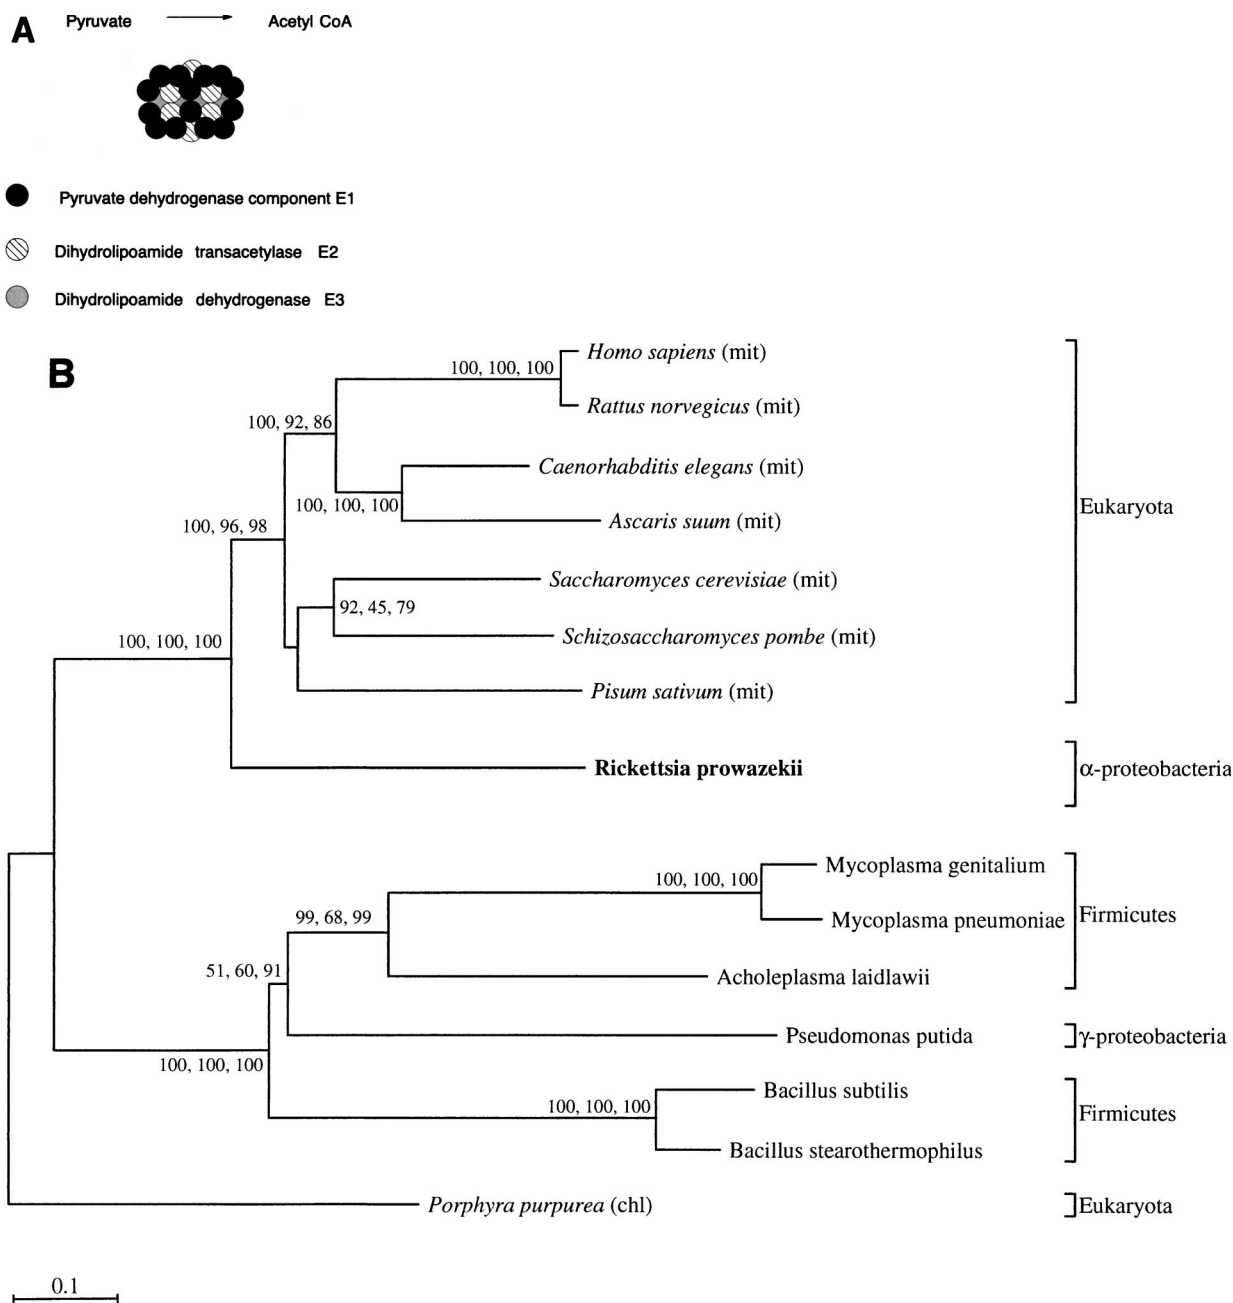 A Pyruvate Acetyl CoA
Pyruvate dehydrogenase component E1
Dihydrolipoamide transacetylase E2
Dihydrolipoamide dehydrogenase E3
B
Homo sapiens (mit)
100, 100, 100
Rattus norvegicus (mit)
100, 92, 86
Caenorhabditis elegans (mit)
100, 100, 100
Ascaris suum (mit)
Eukaryota
100, 96, 98
Saccharomyces cerevisiae (mit)
92, 45, 79
Schizosaccharomyces pombe (mit)
100, 100, 100
Pisum sativum (mit)
Rickettsia prowazekii
α-proteobacteria
Mycoplasma genitalium
100, 100, 100
Mycoplasma pneumoniae
Firmicutes
99, 68, 99
51, 60, 91
Acholeplasma laidlawii
Pseudomonas putida
γ-proteobacteria
100, 100, 100
Bacillus subtilis
100, 100, 100
Firmicutes
Bacillus stearothermophilus
Porphyra purpurea (chl)
Eukaryota
0.1